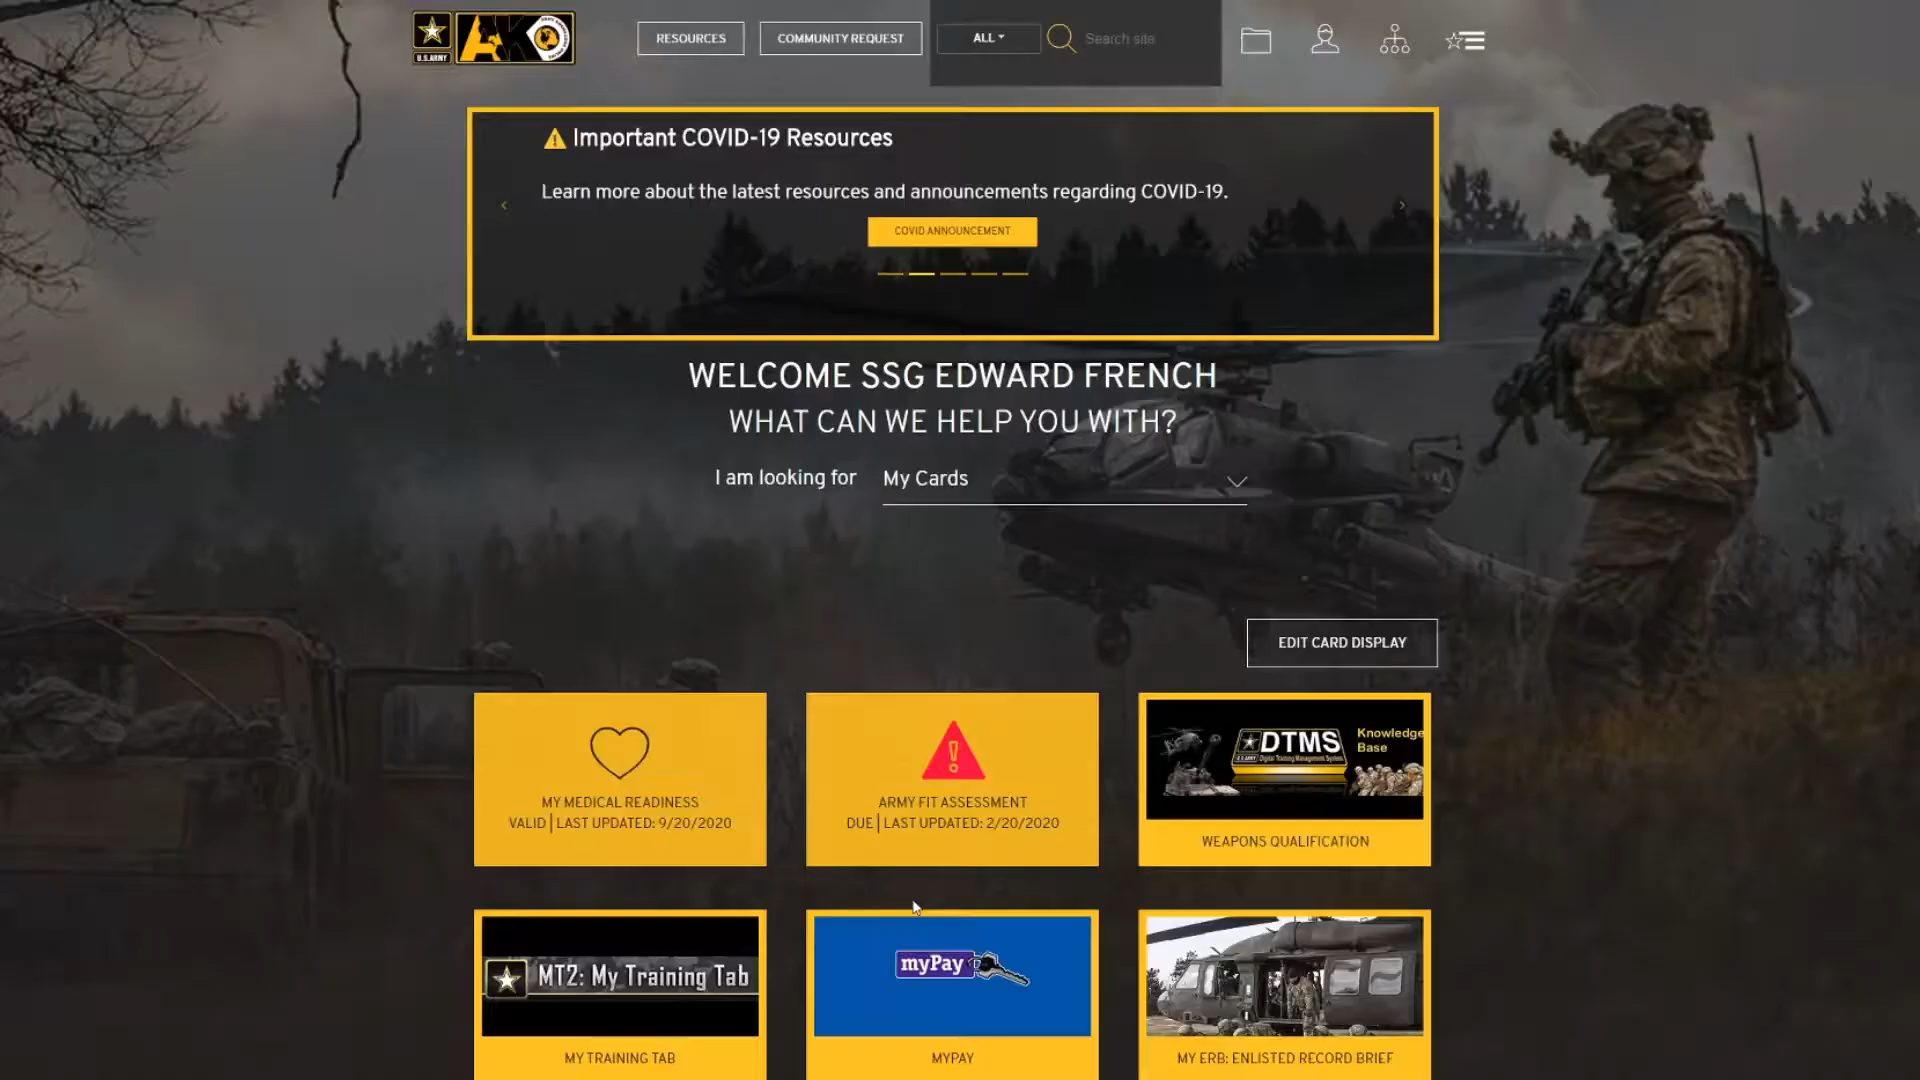 U.S.ARMY
AKO
RESOURCES
COMMUNITY REQUEST
ALL
Search site
Important COVID-19 Resources
Learn more about the latest resources and announcements regarding COVID-19.
COVID ANNOUNCEMENT
WELCOME SSG EDWARD FRENCH
WHAT CAN WE HELP YOU WITH?
I am looking for My Cards
EDIT CARD DISPLAY
MY MEDICAL READINESS
VALID | LAST UPDATED: 9/20/2020
ARMY FIT ASSESSMENT
DUE | LAST UPDATED: 2/20/2020
DTMS
Digital Training Management System
Knowledge
Base
WEAPONS QUALIFICATION
MT2: My Training Tab
MY TRAINING TAB
myPay
MYPAY
MY ERB: ENLISTED RECORD BRIEF